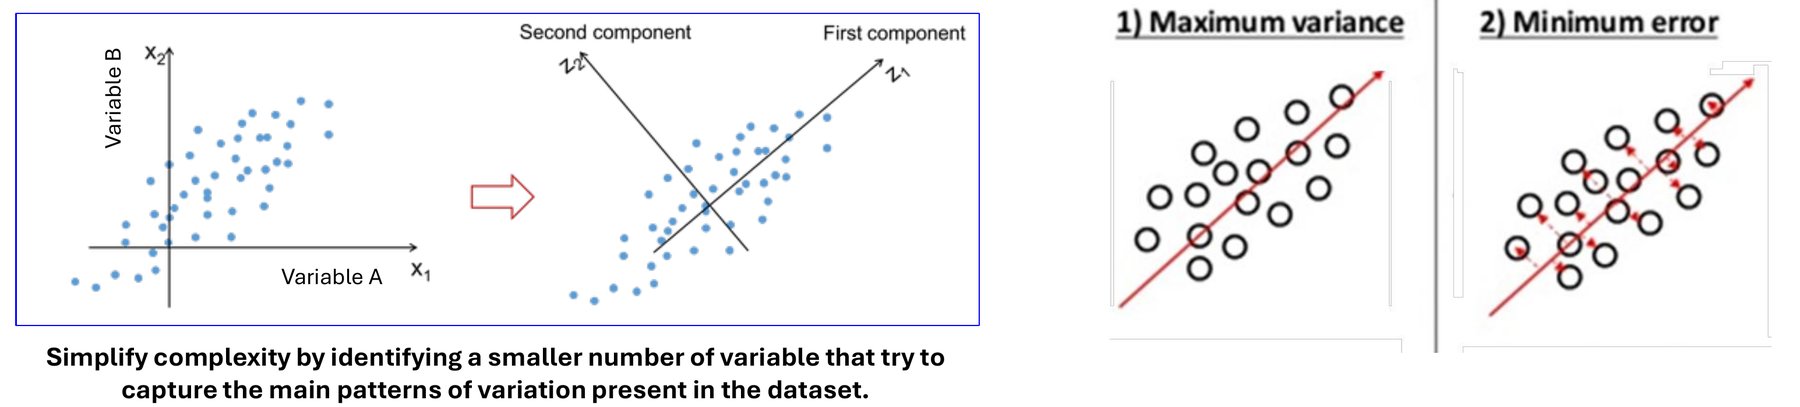 Variable B
X2
Variable A
X1
Second component
First component
Z2
Z1
Simplify complexity by identifying a smaller number of variable that try to
capture the main patterns of variation present in the dataset.
1) Maximum variance
2) Minimum error